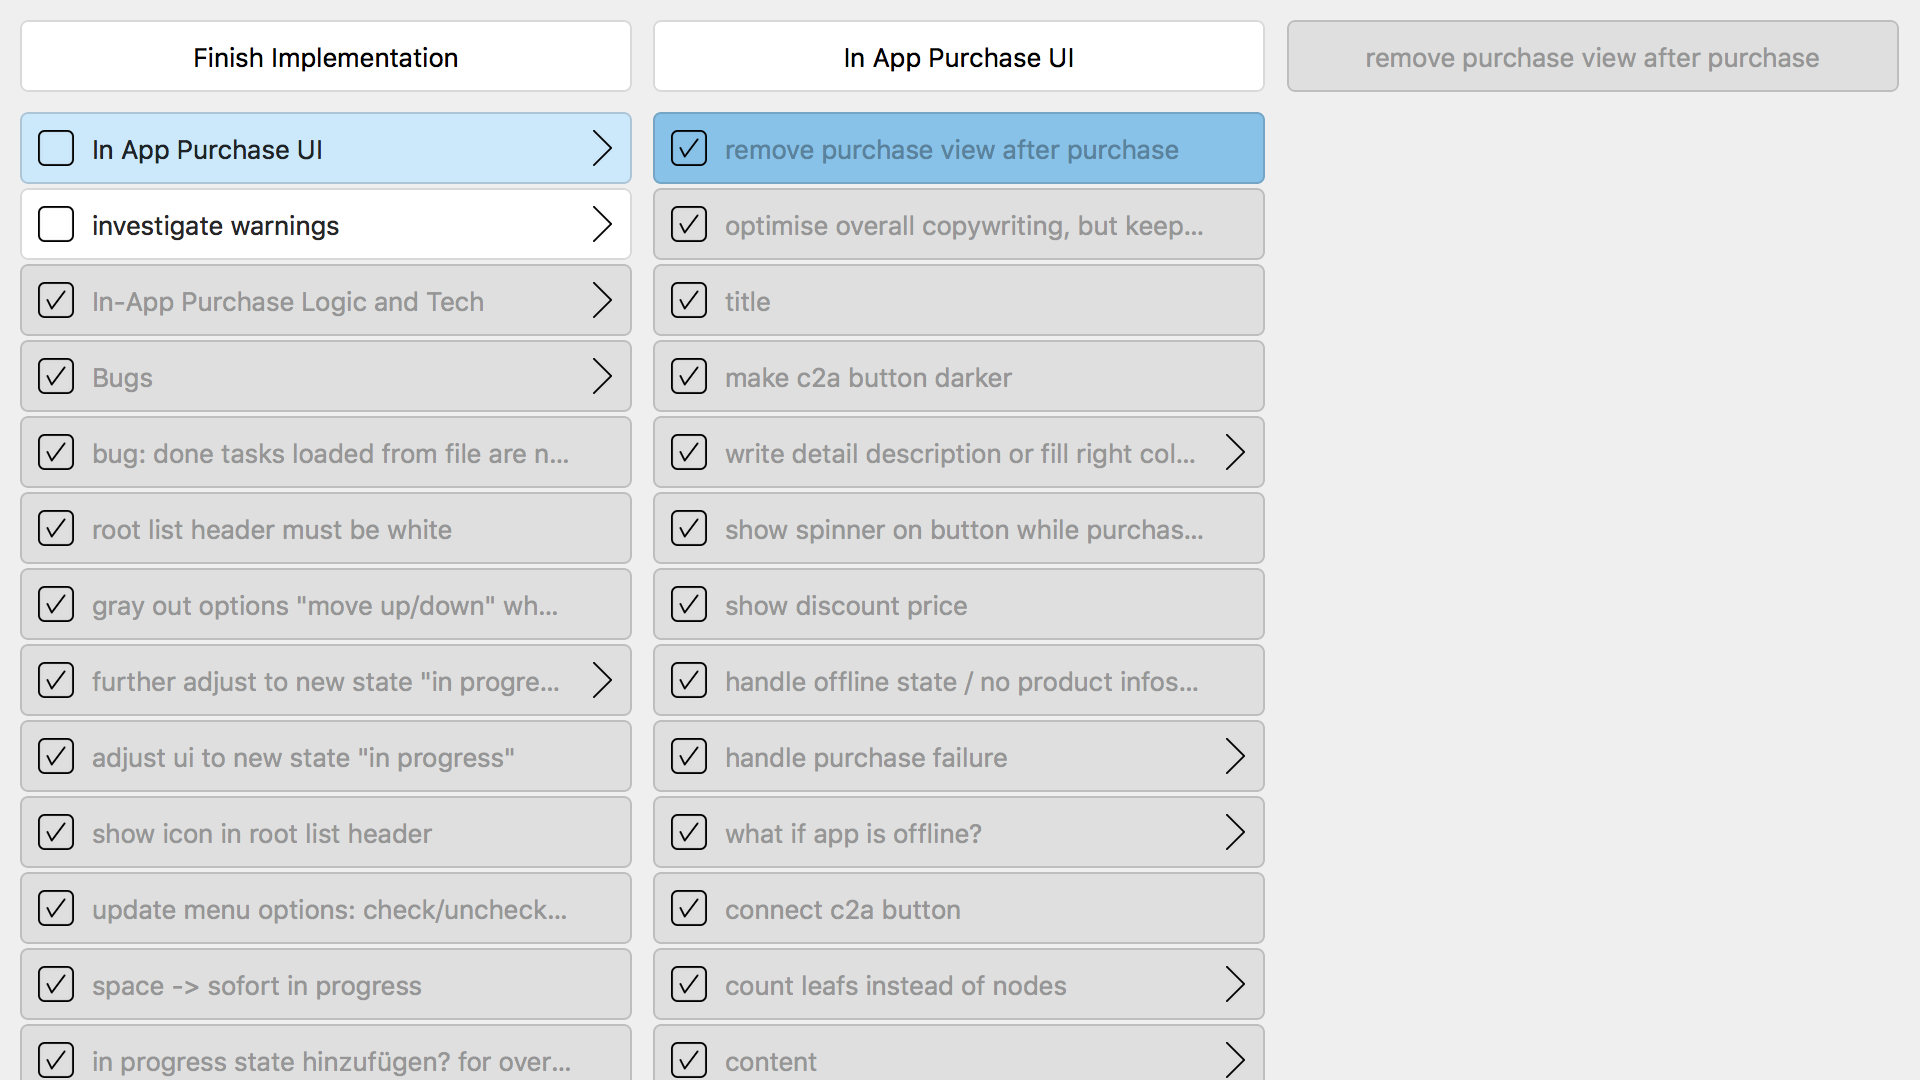 Finish Implementation
In App Purchase UI
investigate warnings
In-App Purchase Logic and Tech
Bugs
bug: done tasks loaded from file are n...
root list header must be white
gray out options "move up/down" wh...
further adjust to new state "in progre...
adjust ui to new state "in progress"
show icon in root list header
update menu options: check/uncheck...
space -> sofort in progress
in progress state hinzufügen? for over...
In App Purchase UI
remove purchase view after purchase
optimise overall copywriting, but keep...
title
make c2a button darker
write detail description or fill right col...
show spinner on button while purchas...
show discount price
handle offline state / no product infos...
handle purchase failure
what if app is offline?
connect c2a button
count leafs instead of nodes
content
remove purchase view after purchase